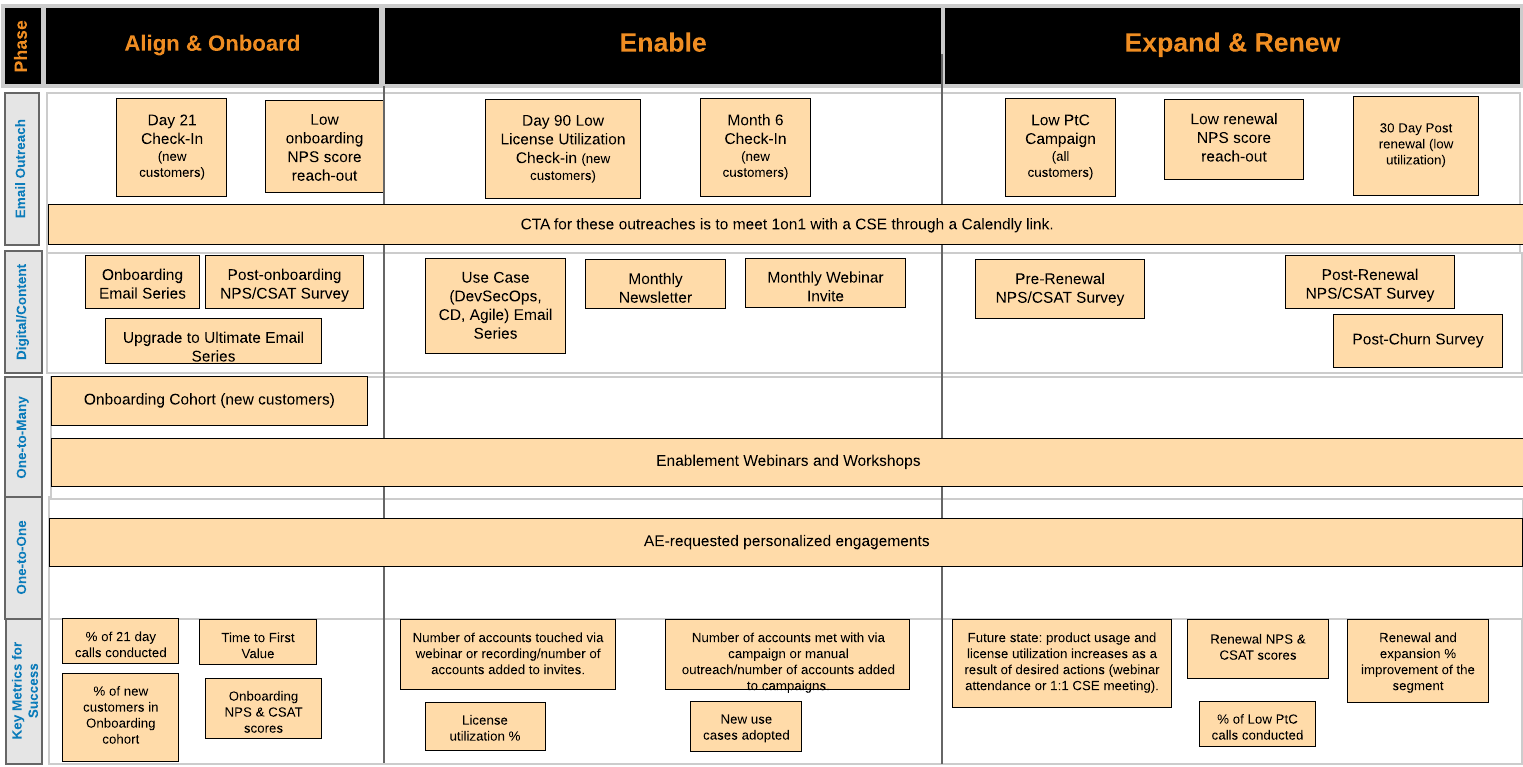 Phase
Align & Onboard
Enable
Expand & Renew
Email Outreach
Day 21
Check-In
(new
customers)
Low
onboarding
NPS score
reach-out
Day 90 Low
License Utilization
Check-in (new
customers)
Month 6
Check-In
(new
customers)
Low PtC
Campaign
(all
customers)
Low renewal
NPS score
reach-out
30 Day Post
renewal (low
utilization)
CTA for these outreaches is to meet 1on1 with a CSE through a Calendly link.
Digital/Content
Onboarding
Email Series
Post-onboarding
NPS/CSAT Survey
Upgrade to Ultimate Email
Series
Use Case
(DevSecOps,
CD, Agile) Email
Series
Monthly
Newsletter
Monthly Webinar
Invite
Pre-Renewal
NPS/CSAT Survey
Post-Renewal
NPS/CSAT Survey
Post-Churn Survey
One-to-Many
Onboarding Cohort (new customers)
Enablement Webinars and Workshops
One-to-One
AE-requested personalized engagements
Key Metrics for
Success
% of 21 day
calls conducted
Time to First
Value
% of new
customers in
Onboarding
cohort
Onboarding
NPS & CSAT
scores
Number of accounts touched via
webinar or recording/number of
accounts added to invites.
Number of accounts met with via
campaign or manual
outreach/number of accounts added
to campaigns.
License
utilization %
New use
cases adopted
Future state: product usage and
license utilization increases as a
result of desired actions (webinar
attendance or 1:1 CSE meeting).
Renewal NPS &
CSAT scores
Renewal and
expansion %
improvement of the
segment
% of Low PtC
calls conducted